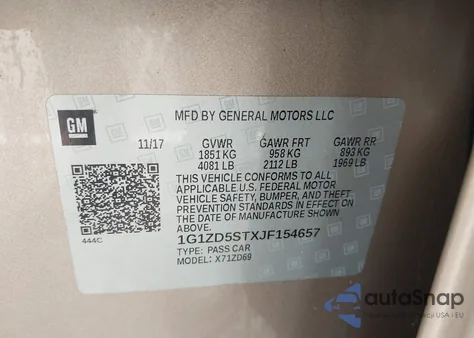 GM
MFD BY GENERAL MOTORS LLC
11/17 GVWR GAWR FRT GAWR RR
1851 KG 958 KG 893 KG
4081 LB 2112 LB 1969 LB
THIS VEHICLE CONFORMS TO ALL
APPLICABLE U.S. FEDERAL MOTOR
VEHICLE SAFETY, BUMPER, AND THEFT
PREVENTION STANDARDS IN EFFECT ON
THE DATE OF MANUFACTURE SHOWN
ABOVE.
444C
1G1ZD5STXJF154657
TYPE: PASS CAR
MODEL: X71ZD69
autoSnap
USA i EU